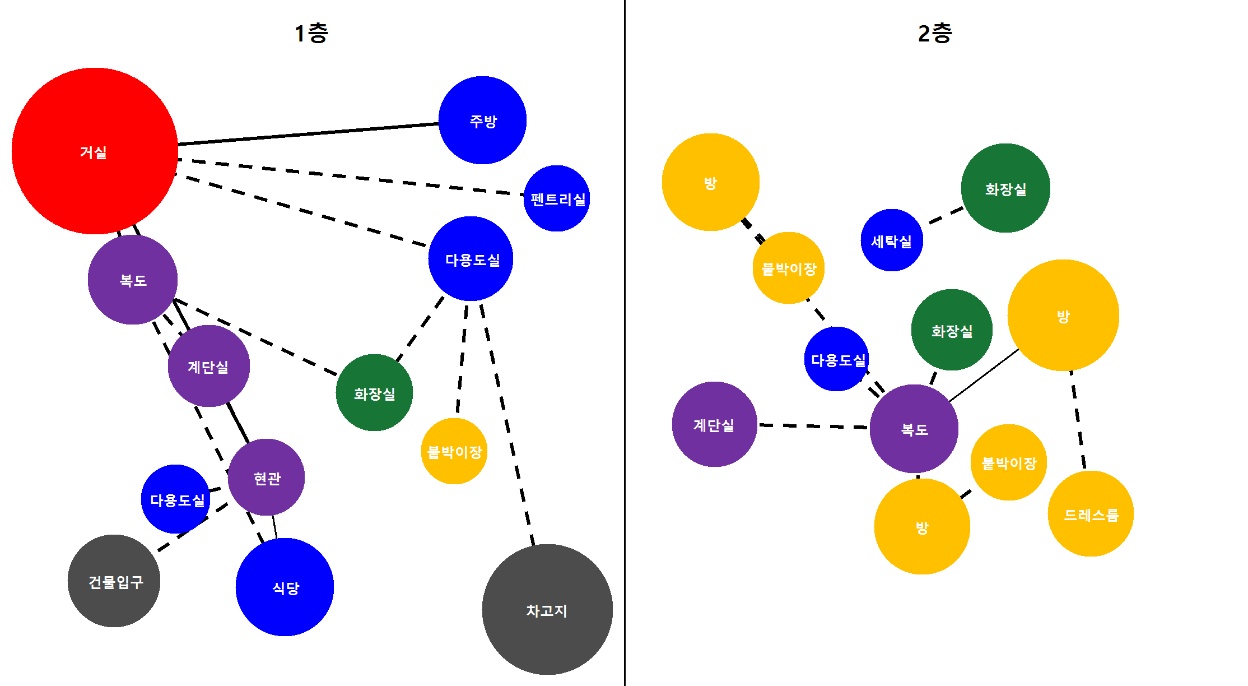 1층
거실
주방
펜트리실
다용도실
복도
계단실
화장실
붙박이장
현관
다용도실
건물입구
식당
차고지
2층
방
화장실
세탁실
붙박이장
방
화장실
다용도실
계단실
복도
붙박이장
드레스룸
방